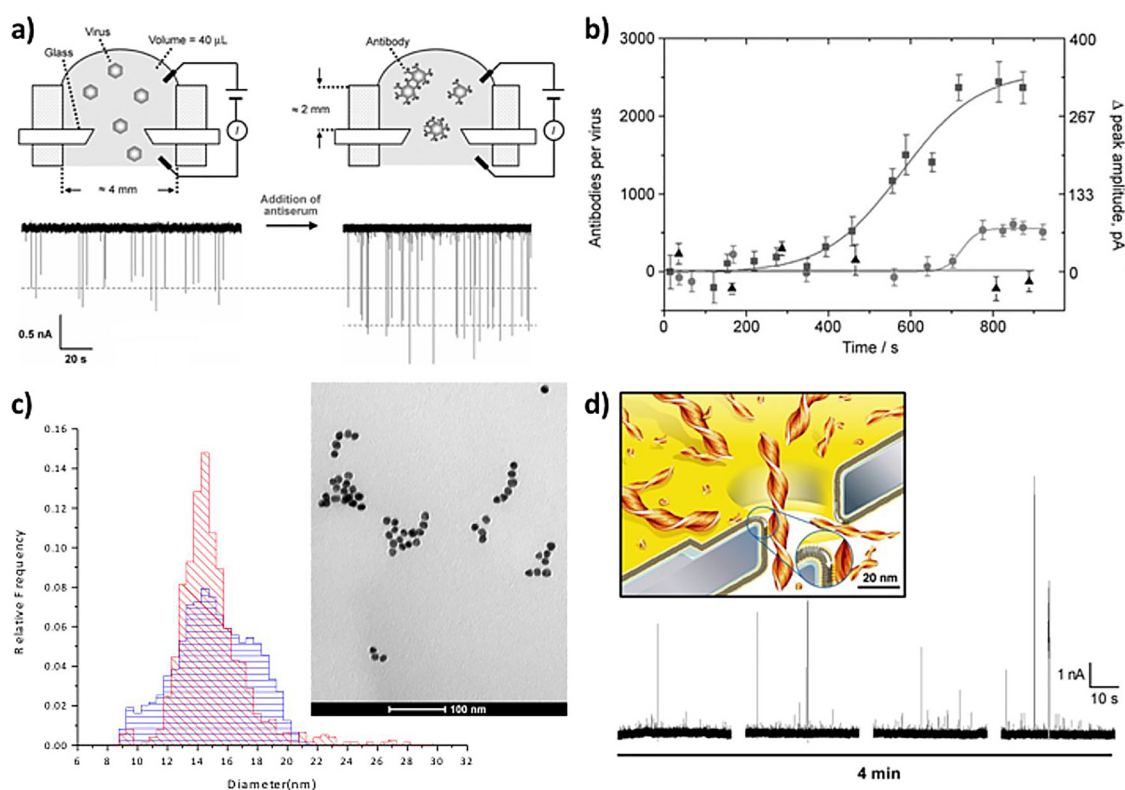 a)
Virus
Volume = 40 µL
Glass
I
≈ 4 mm
Antibody
≈ 2 mm
I
Addition of
antiserum
0.5 nA
20 s
b)
3000
2500
2000
1500
1000
500
0
Antibodies per virus
400
267
133
0
Δ peak amplitude, pA
0
200
400
600
800
Time / s
c)
0.16
0.14
0.12
0.10
0.08
0.06
0.04
0.02
0.00
Relative Frequency
6
8
10
12
14
16
18
20
22
24
26
28
30
32
Diameter(nm)
100 nm
d)
20 nm
1 nA
10 s
4 min